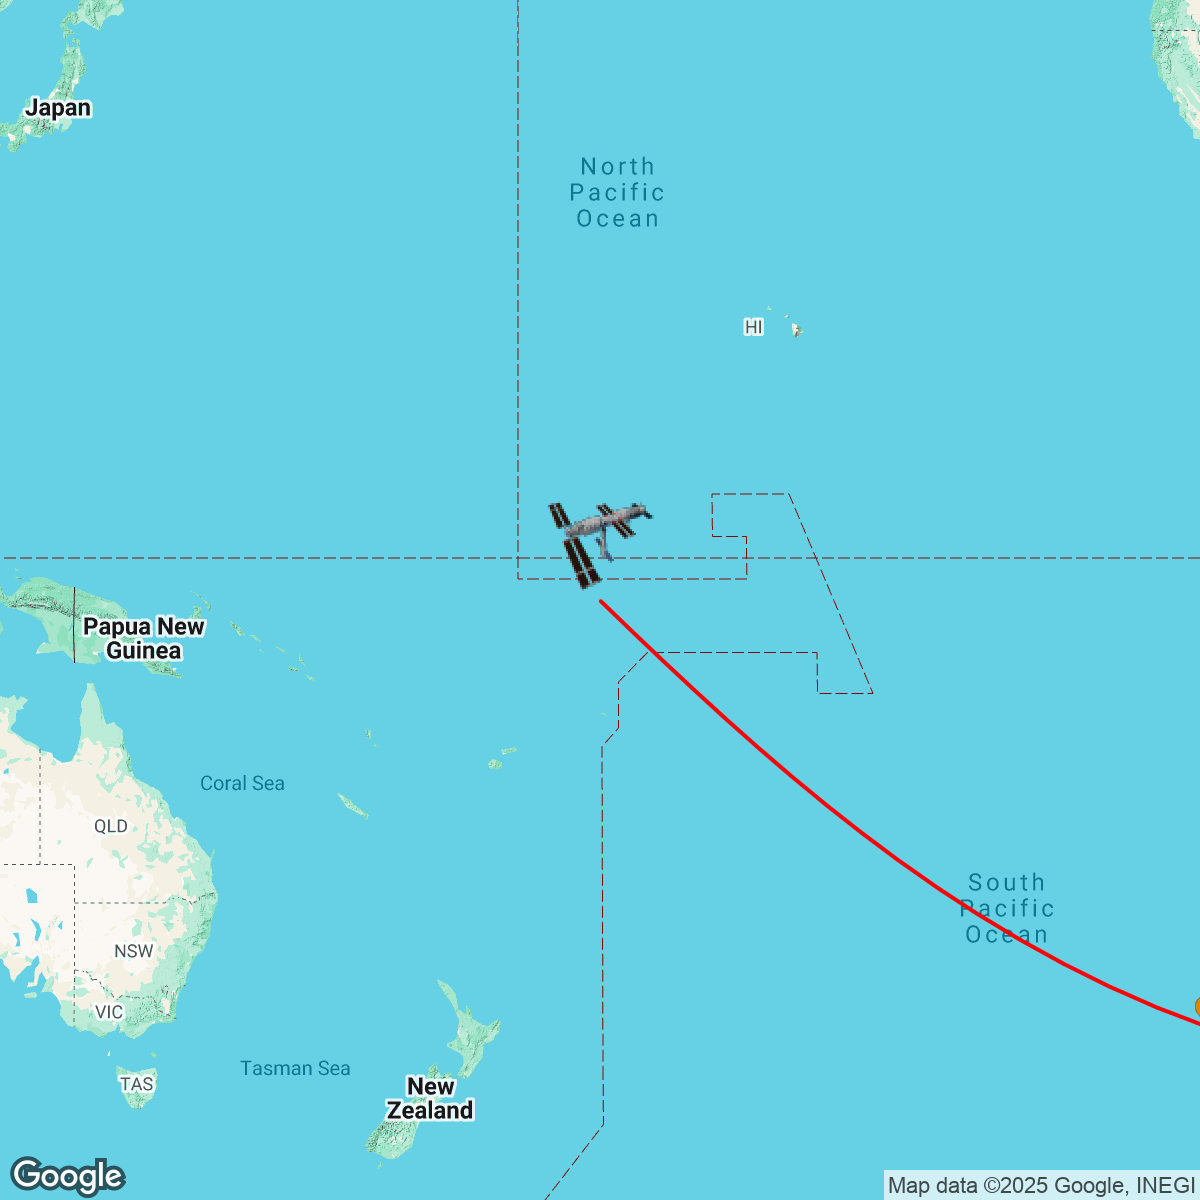 Japan
North
Pacific
Ocean
HI
Papua New
Guinea
Coral Sea
QLD
South
Pacific
Ocean
NSW
VIC
Tasman Sea
TAS
New
Zealand
Google
Map data ©2025 Google, INEGI